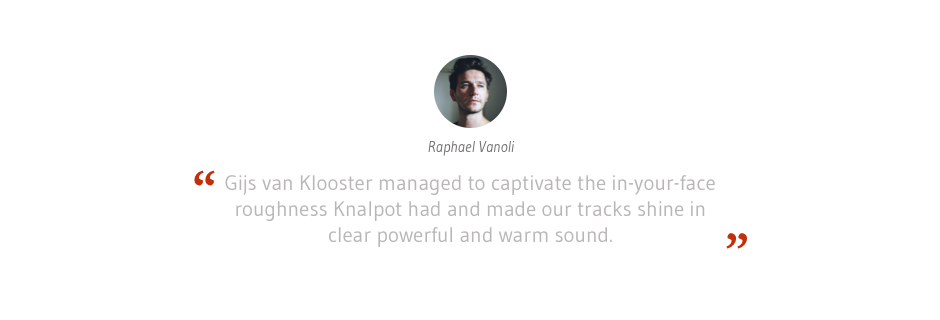 Raphael Vanoli
“ Gijs van Klooster managed to captivate the in-your-face
roughness Knalpot had and made our tracks shine in
clear powerful and warm sound. ”